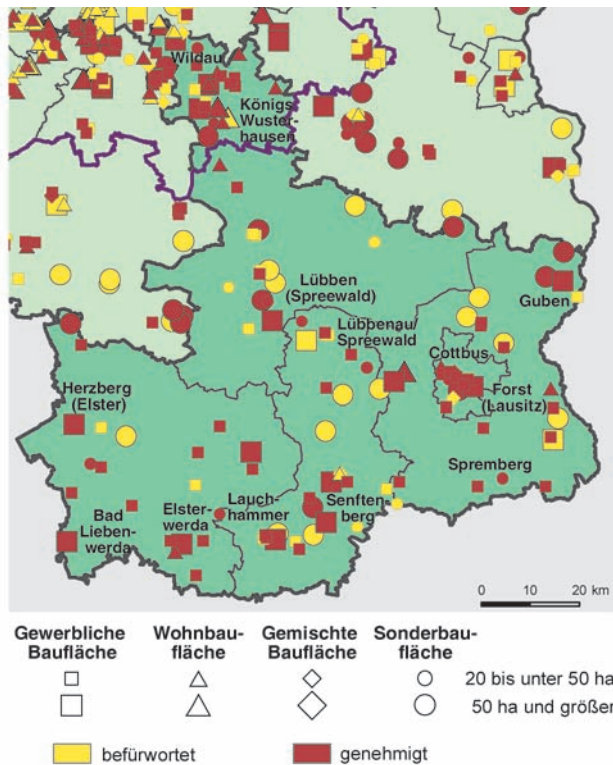 Wildau
Königs
Wuster-
hausen
Lübben
(Spreewald)
Guben
Lübbenau/
Spreewald
Cottbus
Herzberg
(Elster)
Forst
(Lausitz)
Spremberg
Bad
Lieben-
werda
Elster-
werda
Lauch-
hammer
Senften-
berg
0 10 20 km
Gewerbliche Wohnbau- Gemischte Sonderbau-
Baufläche fläche Baufläche fläche
20 bis unter 50 ha
50 ha und größer
befürwortet genehmigt